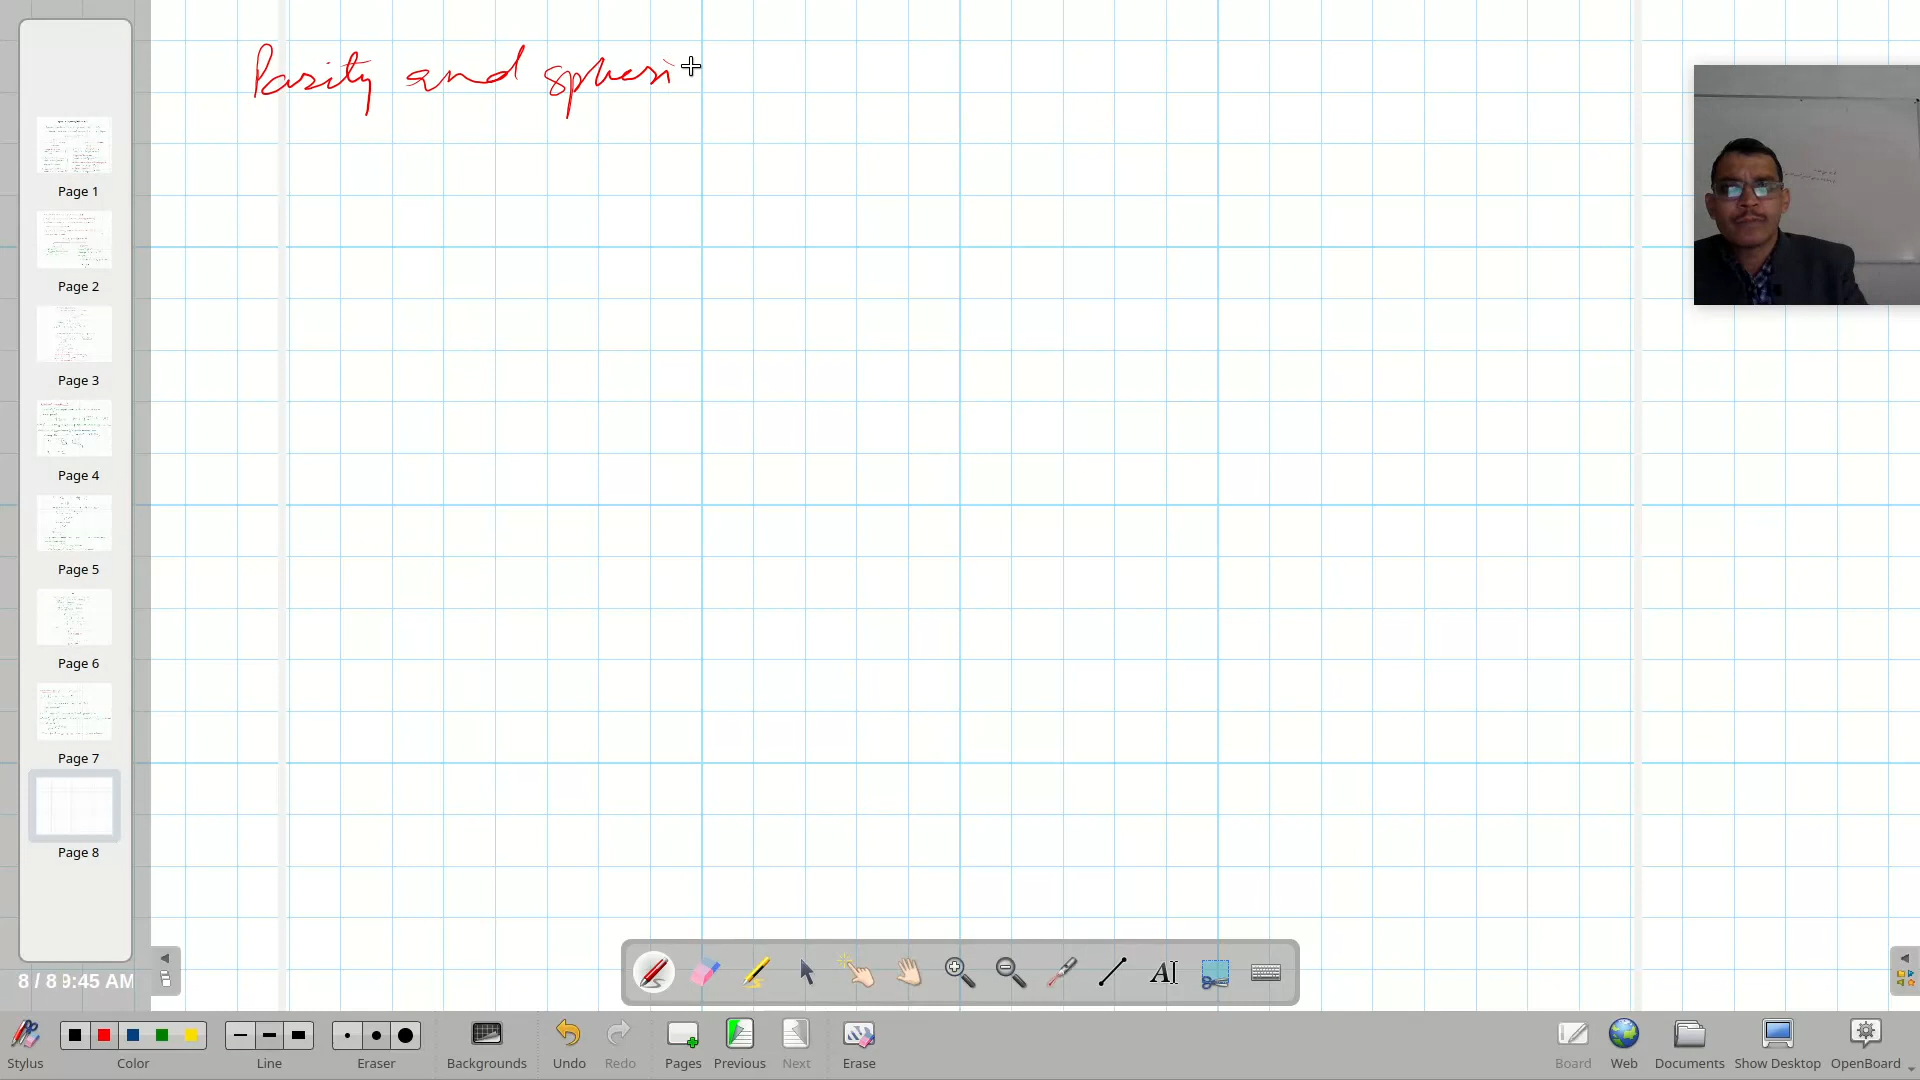 Parity and spheri
Page 1
Page 2
Page 3
Page 4
Page 5
Page 6
Page 7
Page 8
8 / 8 9:45 AM
Stylus
Color
Line
Eraser
Backgrounds
Undo
Redo
Pages
Previous
Next
Erase
Board
Web
Documents
Show Desktop
OpenBoard